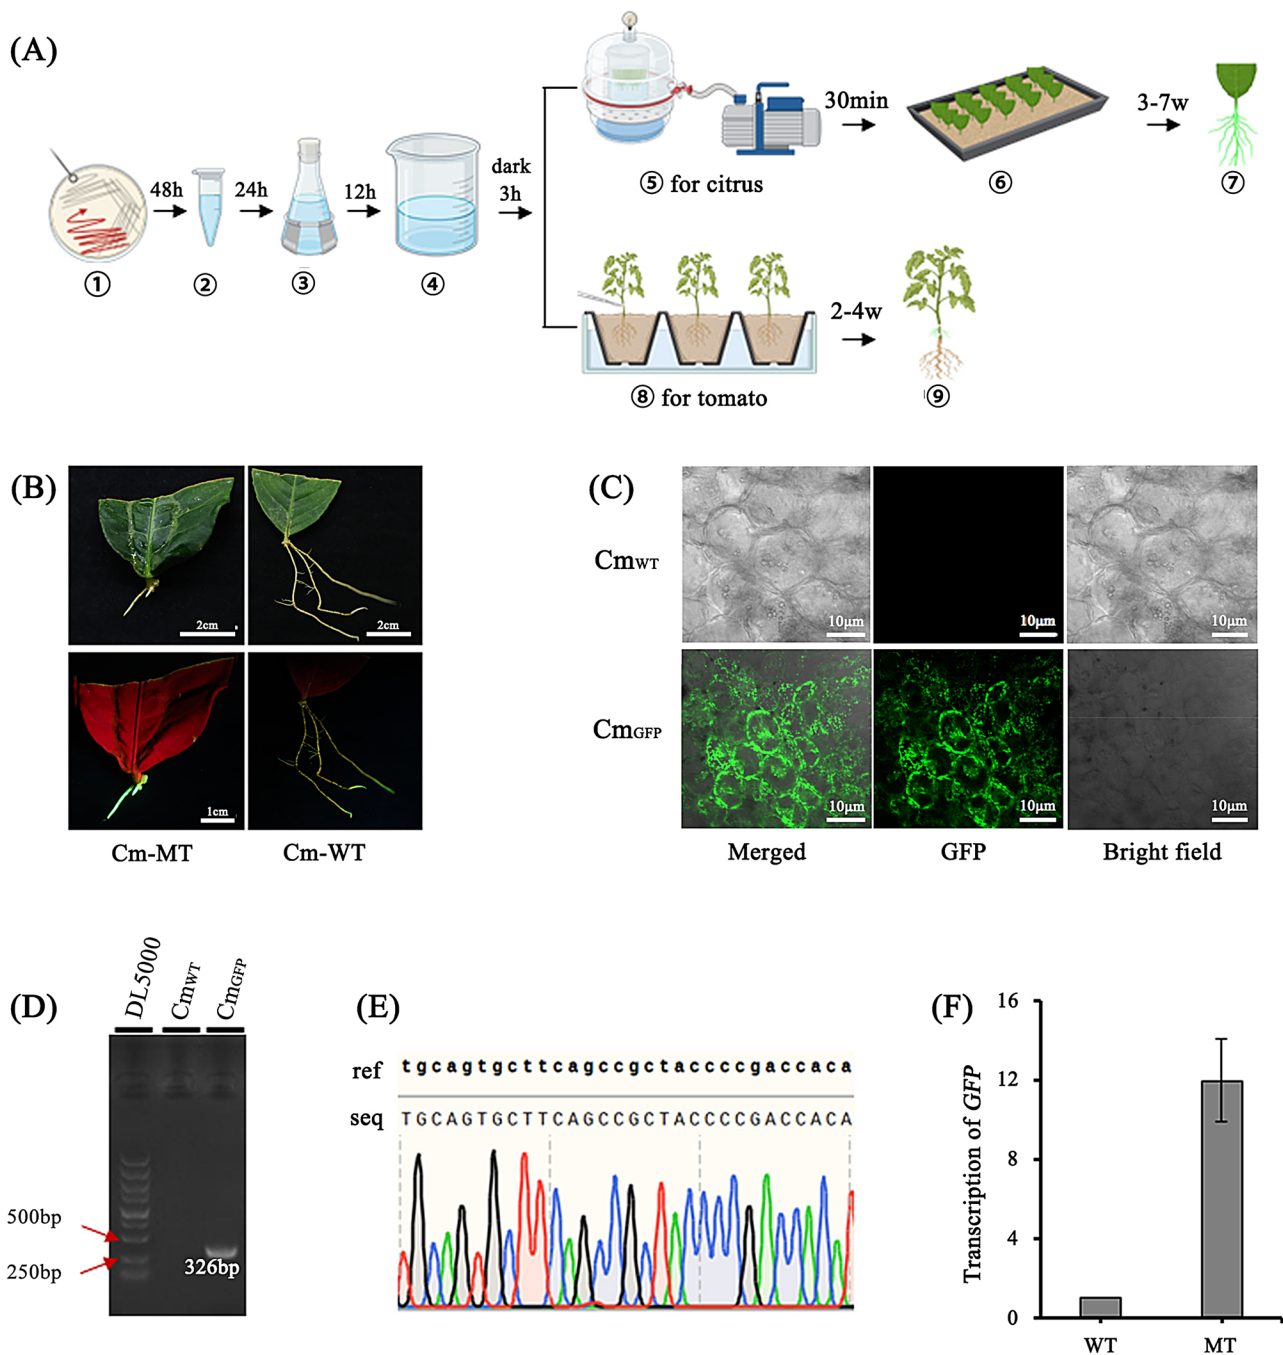 (A)
48h
24h
12h
dark
3h
30min
3-7w
① ② ③ ④
⑤ for citrus
⑥
⑦
2-4w
⑧ for tomato
⑨
(B)
2cm
2cm
1cm
Cm-MT
Cm-WT
(C)
CmWT
10μm
10μm
10μm
CmGFP
10μm
10μm
10μm
Merged
GFP
Bright field
(D)
DL5000
CmWT
CmGFP
500bp
250bp
326bp
(E)
ref
tgcagtgcttcagccgctaccccgaccaca
seq
TGCAGTGCTTCAGCCGCTACCCCGACCACA
(F)
Transcription of GFP
16
12
8
4
0
WT
MT